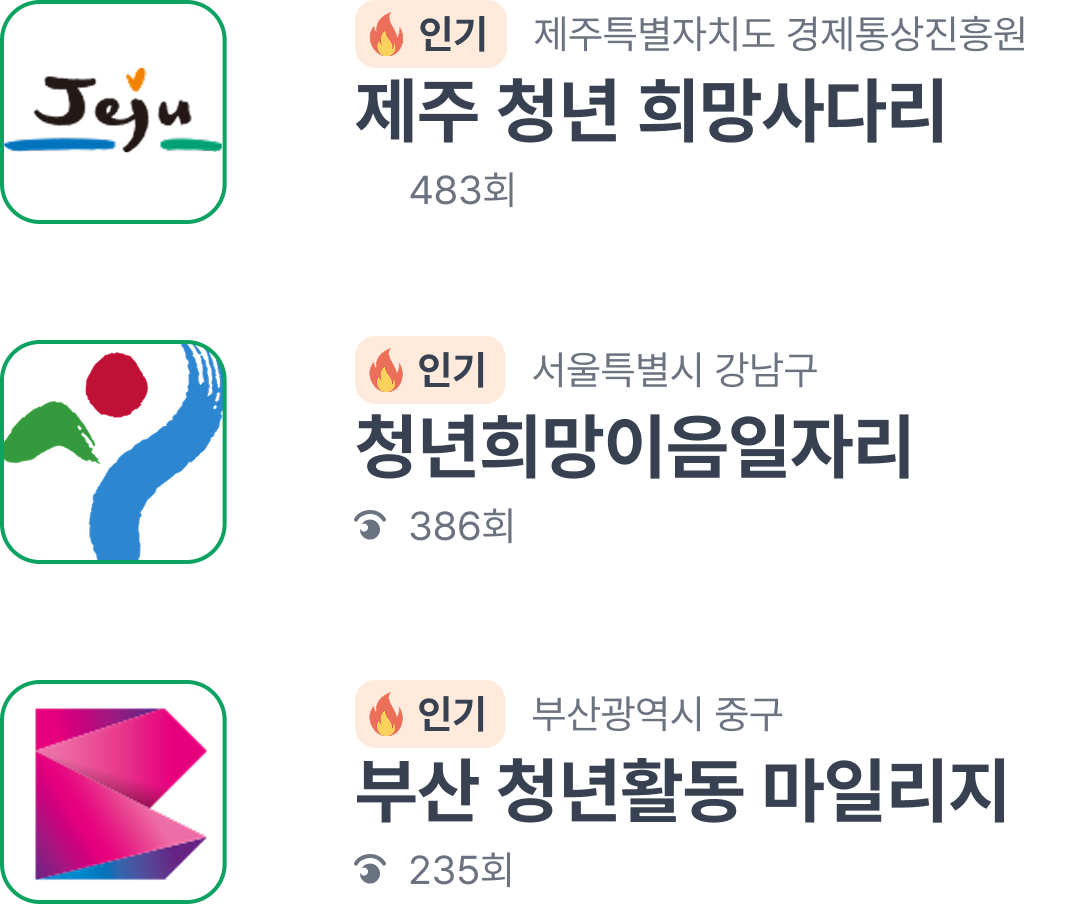 Jeju
인기 제주특별자치도 경제통상진흥원
제주 청년 희망사다리
483회
인기 서울특별시 강남구
청년희망이음일자리
386회
인기 부산광역시 중구
부산 청년활동 마일리지
235회